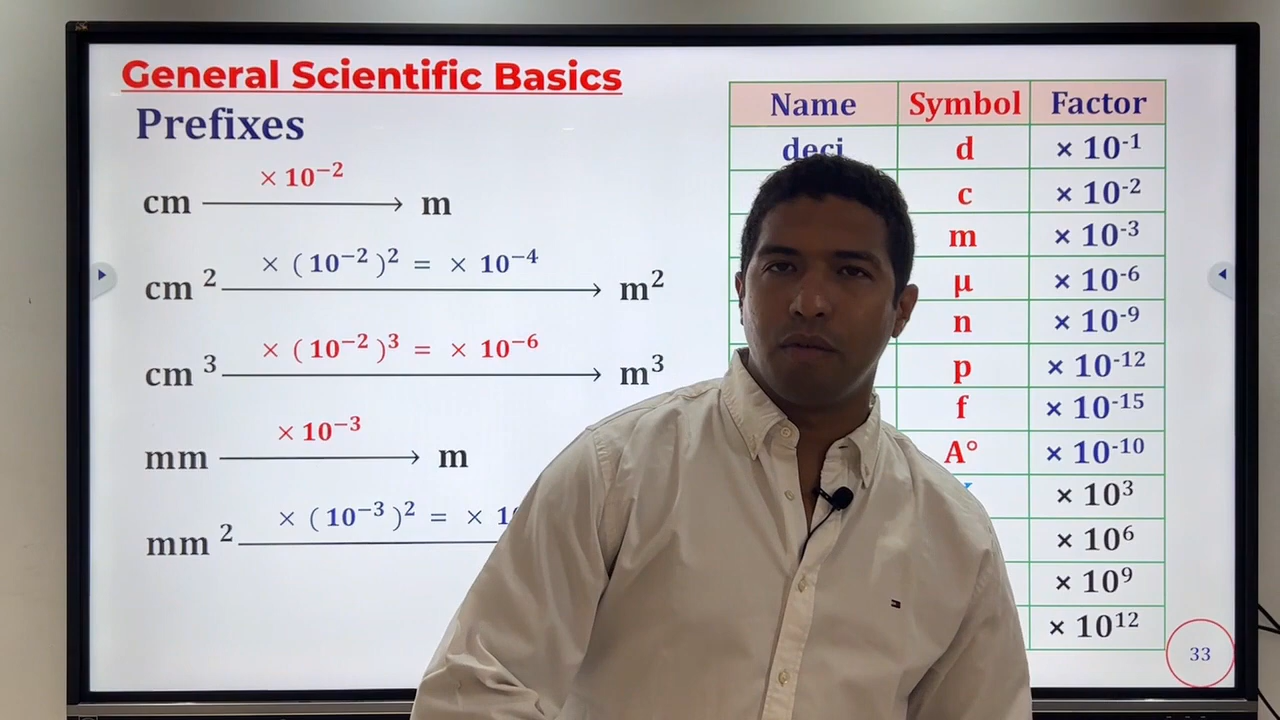 General Scientific Basics
Prefixes
× 10⁻²
cm m
× (10⁻²)² = × 10⁻⁴
cm² m²
× (10⁻²)³ = × 10⁻⁶
cm³ m³
× 10⁻³
mm m
× (10⁻³)² = ×
mm²
Name Symbol Factor
deci d × 10⁻¹
c × 10⁻²
m × 10⁻³
μ × 10⁻⁶
n × 10⁻⁹
p × 10⁻¹²
f × 10⁻¹⁵
A° × 10⁻¹⁰
× 10³
× 10⁶
× 10⁹
× 10¹²
33